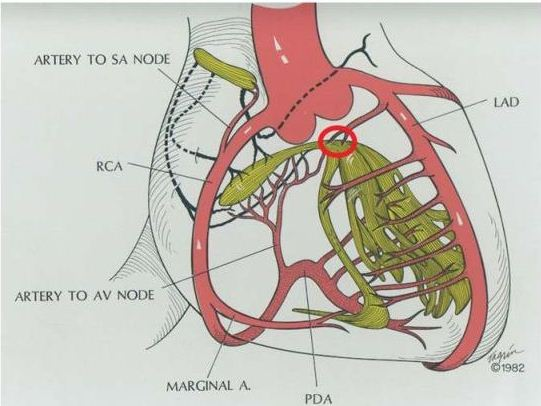 ARTERY TO SA NODE
LAD
RCA
ARTERY TO AV NODE
MARGINAL A.
PDA
©1982